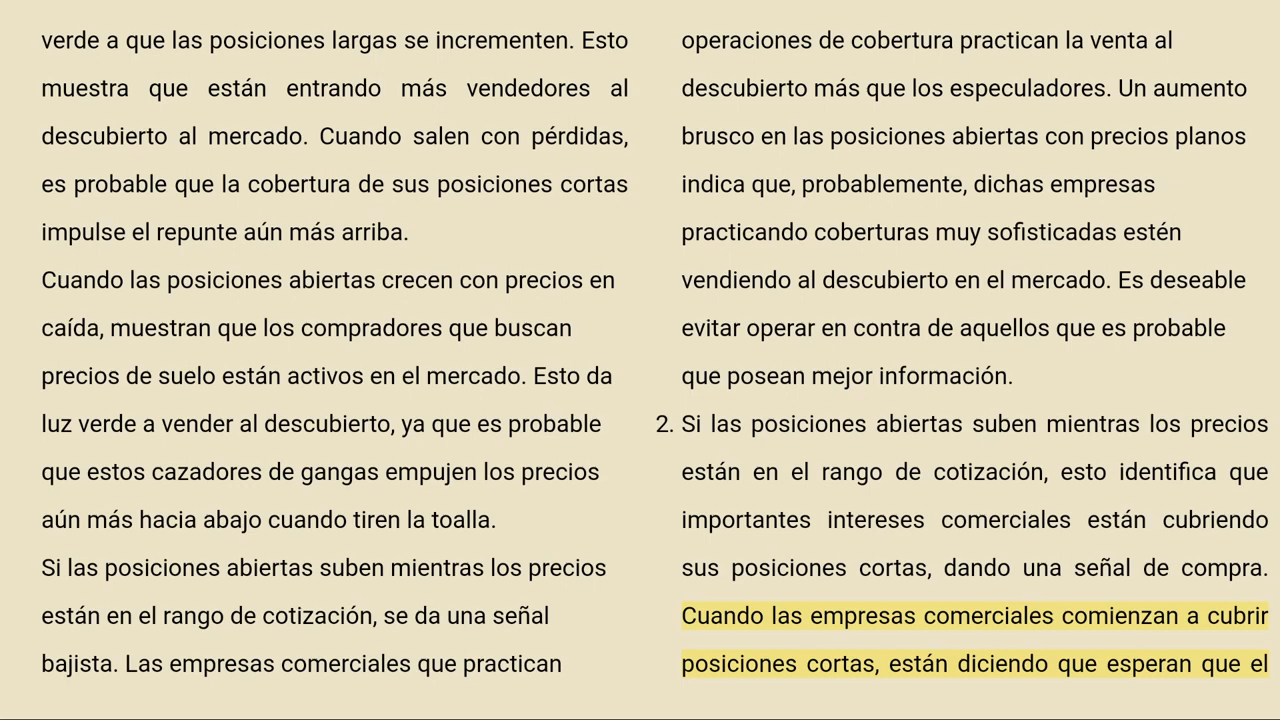 verde a que las posiciones largas se incrementen. Esto
muestra que están entrando más vendedores al
descubierto al mercado. Cuando salen con pérdidas,
es probable que la cobertura de sus posiciones cortas
impulse el repunte aún más arriba.
Cuando las posiciones abiertas crecen con precios en
caída, muestran que los compradores que buscan
precios de suelo están activos en el mercado. Esto da
luz verde a vender al descubierto, ya que es probable
que estos cazadores de gangas empujen los precios
aún más hacia abajo cuando tiren la toalla.
Si las posiciones abiertas suben mientras los precios
están en el rango de cotización, se da una señal
bajista. Las empresas comerciales que practican
operaciones de cobertura practican la venta al
descubierto más que los especuladores. Un aumento
brusco en las posiciones abiertas con precios planos
indica que, probablemente, dichas empresas
practicando coberturas muy sofisticadas estén
vendiendo al descubierto en el mercado. Es deseable
evitar operar en contra de aquellos que es probable
que posean mejor información.
2. Si las posiciones abiertas suben mientras los precios
están en el rango de cotización, esto identifica que
importantes intereses comerciales están cubriendo
sus posiciones cortas, dando una señal de compra.
Cuando las empresas comerciales comienzan a cubrir
posiciones cortas, están diciendo que esperan que el